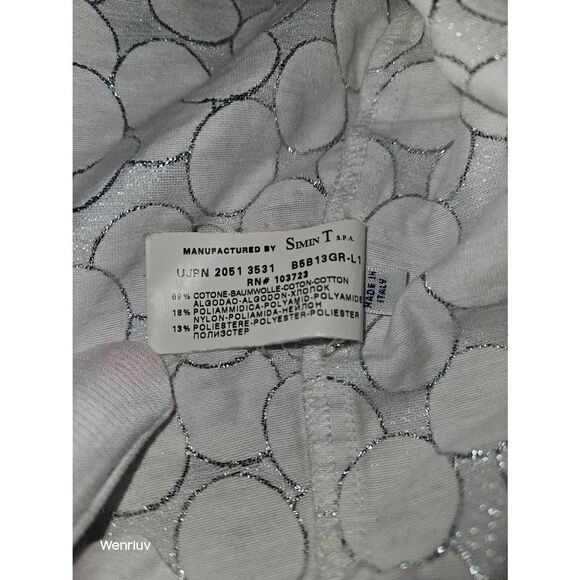 MANUFACTURED BY SIMIN T S.P.A.
UJPN 2051 3531 B5B13GR-L1
RN# 103723
69% COTONE-BAUMWOLLE-COTON-COTTON
ALGODAO-ALGODON-ХЛОПОК
18% POLIAMMIDICA-POLYAMID-POLYAMIDE
NYLON-POLIAMIDA-НЕЙЛОН
13% POLIESTERE-POLYESTER-POLIESTER
ПОЛИЭСТЕР
MADE IN
ITALY
Wenrluv